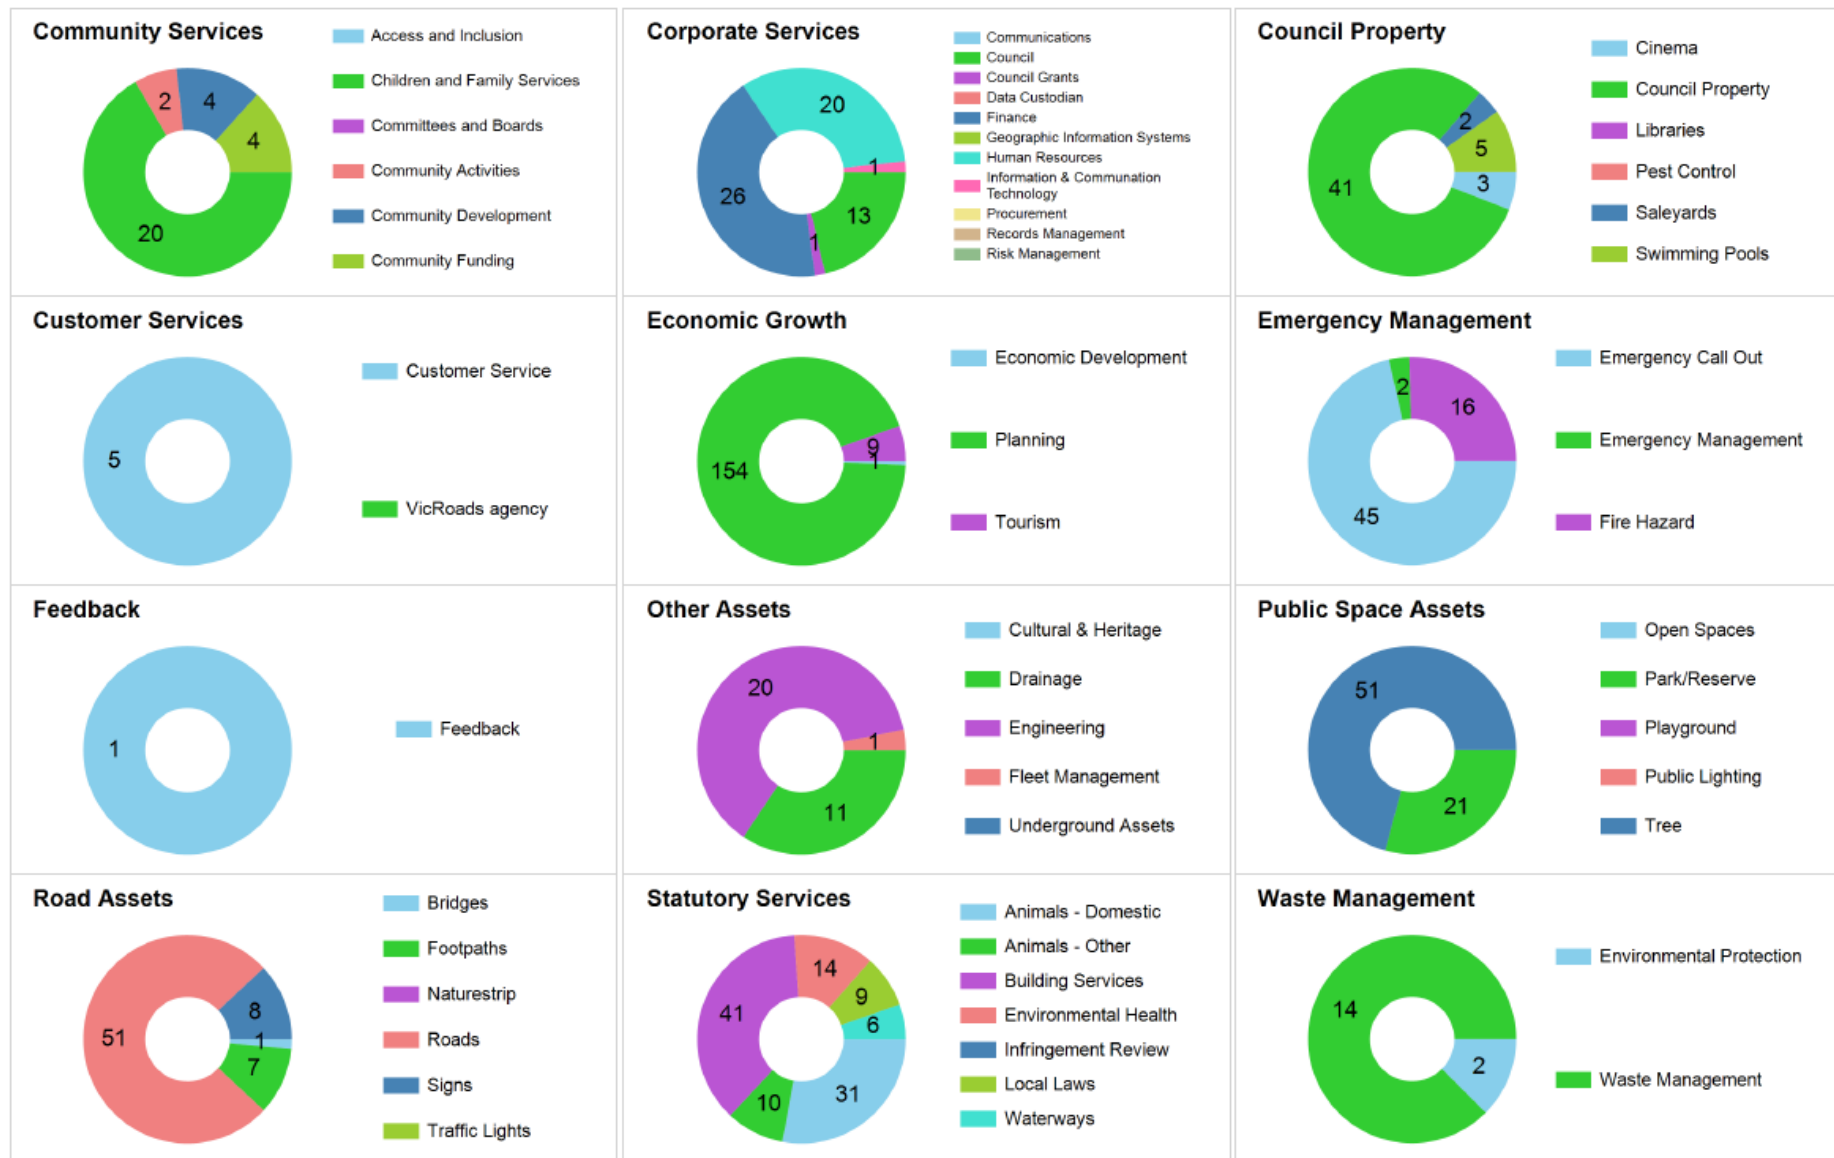 Community Services
Access and Inclusion
Children and Family Services
Committees and Boards
Community Activities
Community Development
Community Funding
2
4
4
20
Corporate Services
Communications
Council
Council Grants
Data Custodian
Finance
Geographic Information Systems
Human Resources
Information & Communation
Technology
Procurement
Records Management
Risk Management
20
1
26
13
1
Council Property
Cinema
Council Property
Libraries
Pest Control
Saleyards
Swimming Pools
2
5
41
3
Customer Services
Customer Service
VicRoads agency
5
Economic Growth
Economic Development
Planning
Tourism
9
1
154
Emergency Management
Emergency Call Out
Emergency Management
Fire Hazard
2
16
45
Feedback
Feedback
1
Other Assets
Cultural & Heritage
Drainage
Engineering
Fleet Management
Underground Assets
20
1
11
Public Space Assets
Open Spaces
Park/Reserve
Playground
Public Lighting
Tree
51
21
Road Assets
Bridges
Footpaths
Naturestrip
Roads
Signs
Traffic Lights
8
51
1
7
Statutory Services
Animals - Domestic
Animals - Other
Building Services
Environmental Health
Infringement Review
Local Laws
Waterways
14
9
41
6
10
31
Waste Management
Environmental Protection
Waste Management
14
2